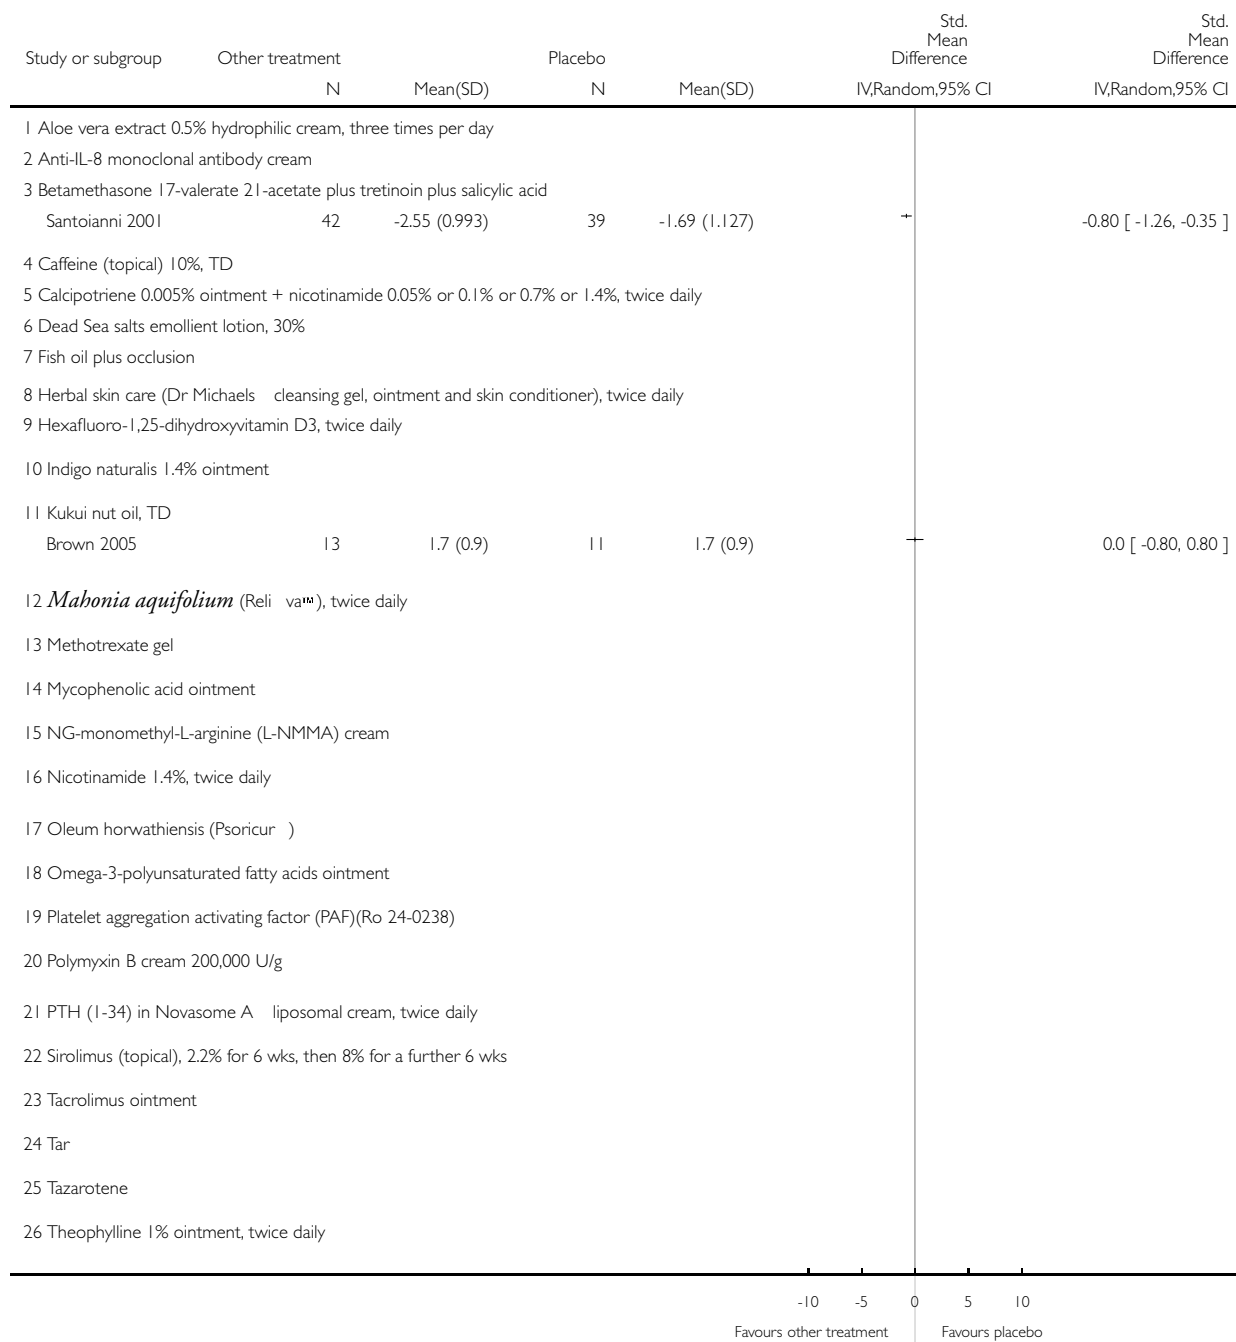 Std.
Mean
Difference
Std.
Mean
Difference
Study or subgroup Other treatment Placebo
N Mean(SD) N Mean(SD) IV,Random,95% CI IV,Random,95% CI
1 Aloe vera extract 0.5% hydrophilic cream, three times per day
2 Anti-IL-8 monoclonal antibody cream
3 Betamethasone 17-valerate 21-acetate plus tretinoin plus salicylic acid
Santoianni 2001 42 -2.55 (0.993) 39 -1.69 (1.127) -0.80 [ -1.26, -0.35 ]
4 Caffeine (topical) 10%, TD
5 Calcipotriene 0.005% ointment + nicotinamide 0.05% or 0.1% or 0.7% or 1.4%, twice daily
6 Dead Sea salts emollient lotion, 30%
7 Fish oil plus occlusion
8 Herbal skin care (Dr Michaels cleansing gel, ointment and skin conditioner), twice daily
9 Hexafluoro-1,25-dihydroxyvitamin D3, twice daily
10 Indigo naturalis 1.4% ointment
11 Kukui nut oil, TD
Brown 2005 13 1.7 (0.9) 11 1.7 (0.9) 0.0 [ -0.80, 0.80 ]
12 Mahonia aquifolium (Reli va™), twice daily
13 Methotrexate gel
14 Mycophenolic acid ointment
15 NG-monomethyl-L-arginine (L-NMMA) cream
16 Nicotinamide 1.4%, twice daily
17 Oleum horwathiensis (Psoricur )
18 Omega-3-polyunsaturated fatty acids ointment
19 Platelet aggregation activating factor (PAF)(Ro 24-0238)
20 Polymyxin B cream 200,000 U/g
21 PTH (1-34) in Novasome A liposomal cream, twice daily
22 Sirolimus (topical), 2.2% for 6 wks, then 8% for a further 6 wks
23 Tacrolimus ointment
24 Tar
25 Tazarotene
26 Theophylline 1% ointment, twice daily
-10 -5 0 5 10
Favours other treatment Favours placebo